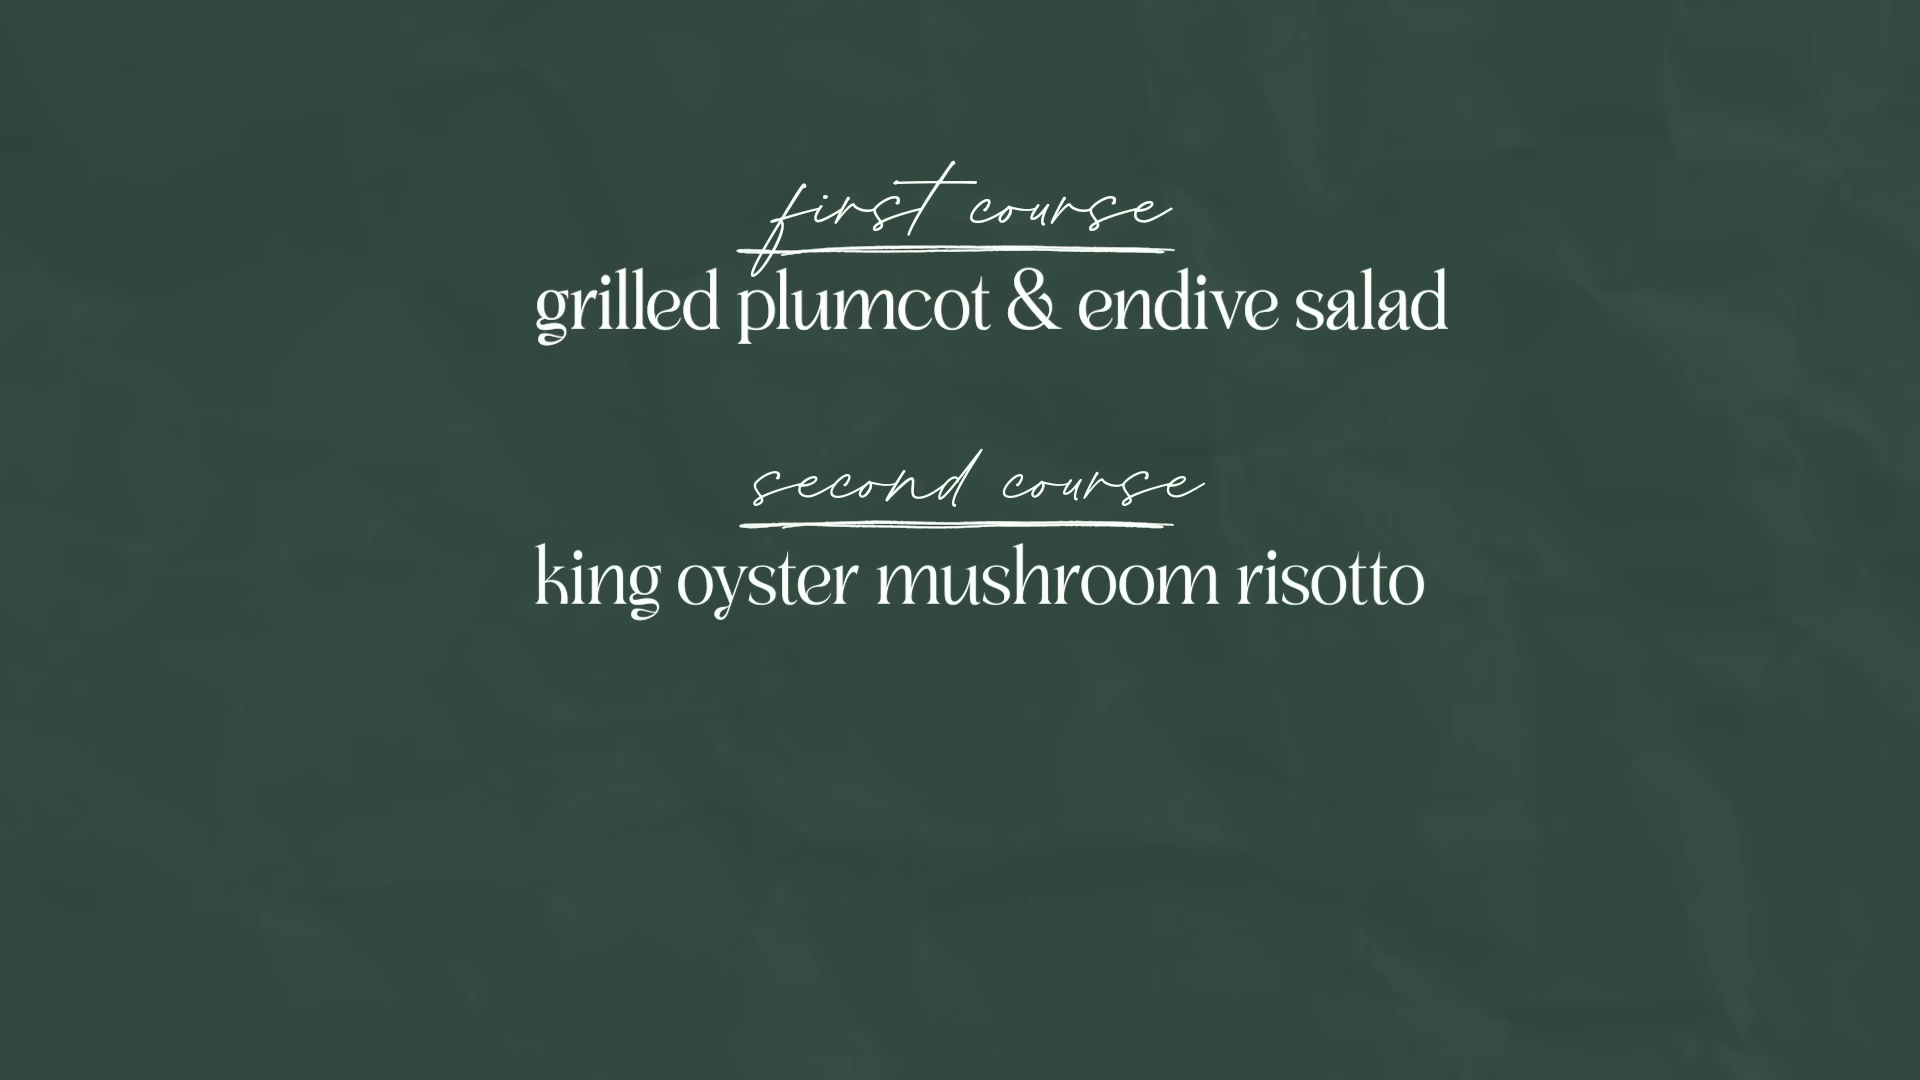 first course
grilled plumcot & endive salad
second course
king oyster mushroom risotto